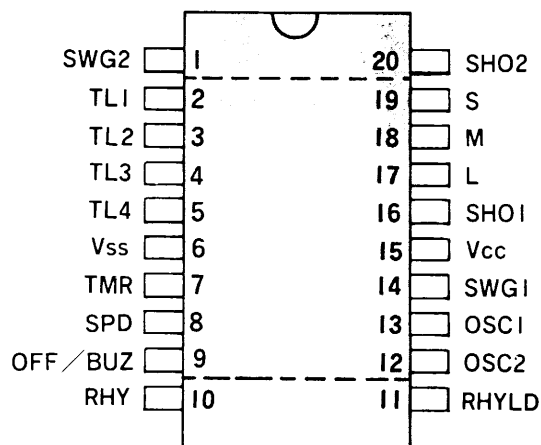 SWG2 1 20 SHO2
TL1 2 19 S
TL2 3 18 M
TL3 4 17 L
TL4 5 16 SHO1
Vss 6 15 Vcc
TMR 7 14 SWG1
SPD 8 13 OSC1
OFF/BUZ 9 12 OSC2
RHY 10 11 RHYLD